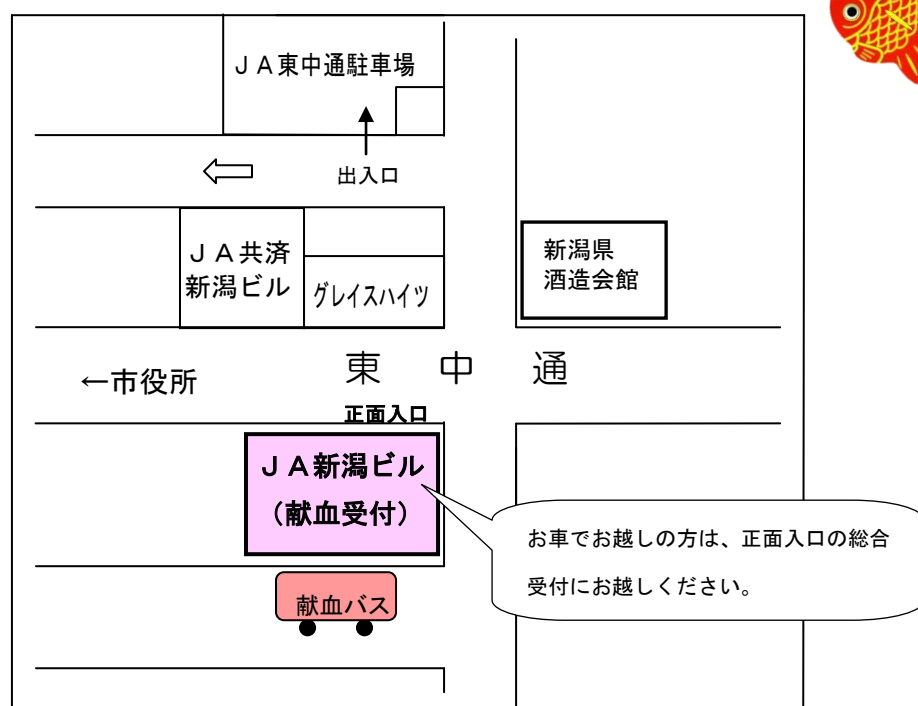 ＪＡ東中通駐車場
出入口
ＪＡ共済
新潟ビル
グレイスハイツ
新潟県
酒造会館
東中通
←市役所
正面入口
ＪＡ新潟ビル
（献血受付）
お車でお越しの方は、正面入口の総合
受付にお越しください。
献血バス